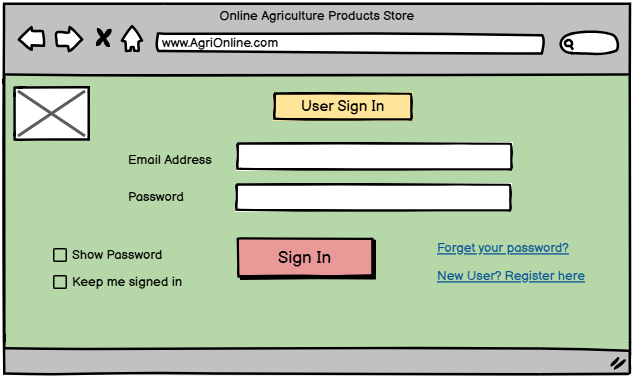 Online Agriculture Products Store
www.AgriOnline.com
User Sign In
Email Address
Password
Show Password
Sign In
Forget your password?
Keep me signed in
New User? Register here